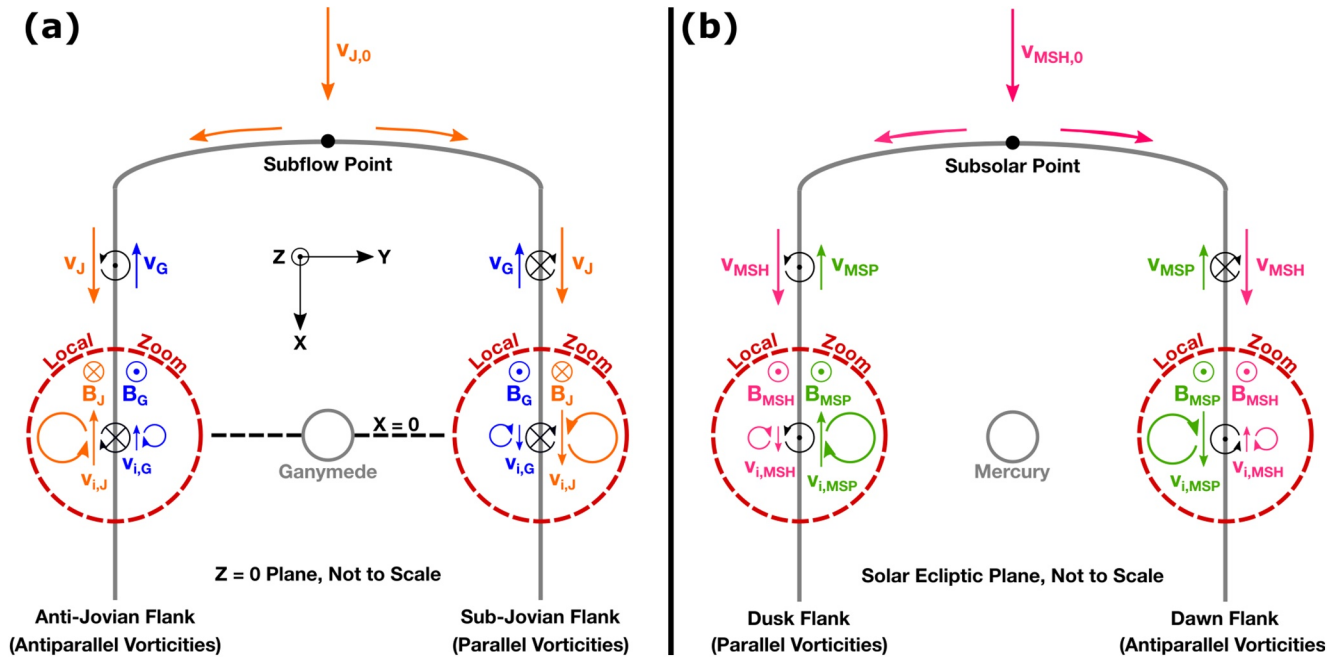 (a)
v_J,0
Subflow Point
v_J
v_G
Z
Y
X
v_G
v_J
Local Zoom
B_J
B_G
v_i,J
v_i,G
X = 0
Ganymede
Local Zoom
B_G
B_J
v_i,G
v_i,J
Z = 0 Plane, Not to Scale
Anti-Jovian Flank
(Antiparallel Vorticities)
Sub-Jovian Flank
(Parallel Vorticities)
(b)
v_MSH,0
Subsolar Point
v_MSH
v_MSP
v_MSP
v_MSH
Local Zoom
B_MSH
B_MSP
v_i,MSH
v_i,MSP
Mercury
Local Zoom
B_MSP
B_MSH
v_i,MSP
v_i,MSH
Solar Ecliptic Plane, Not to Scale
Dusk Flank
(Parallel Vorticities)
Dawn Flank
(Antiparallel Vorticities)